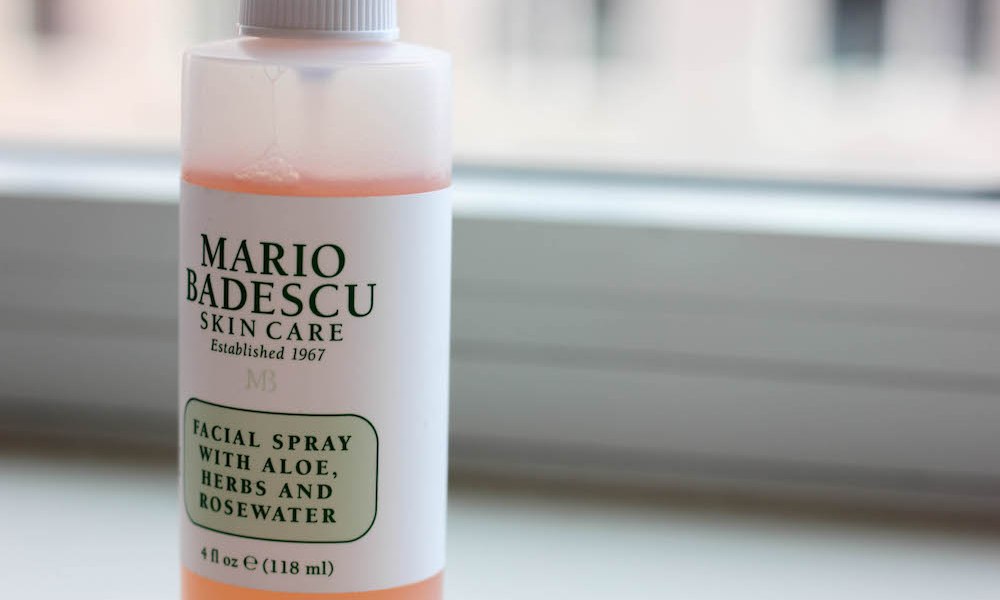 MARIO
BADESCU
SKIN CARE
Established 1967
MB
FACIAL SPRAY
WITH ALOE,
HERBS AND
ROSEWATER
4 fl oz ℮ (118 ml)